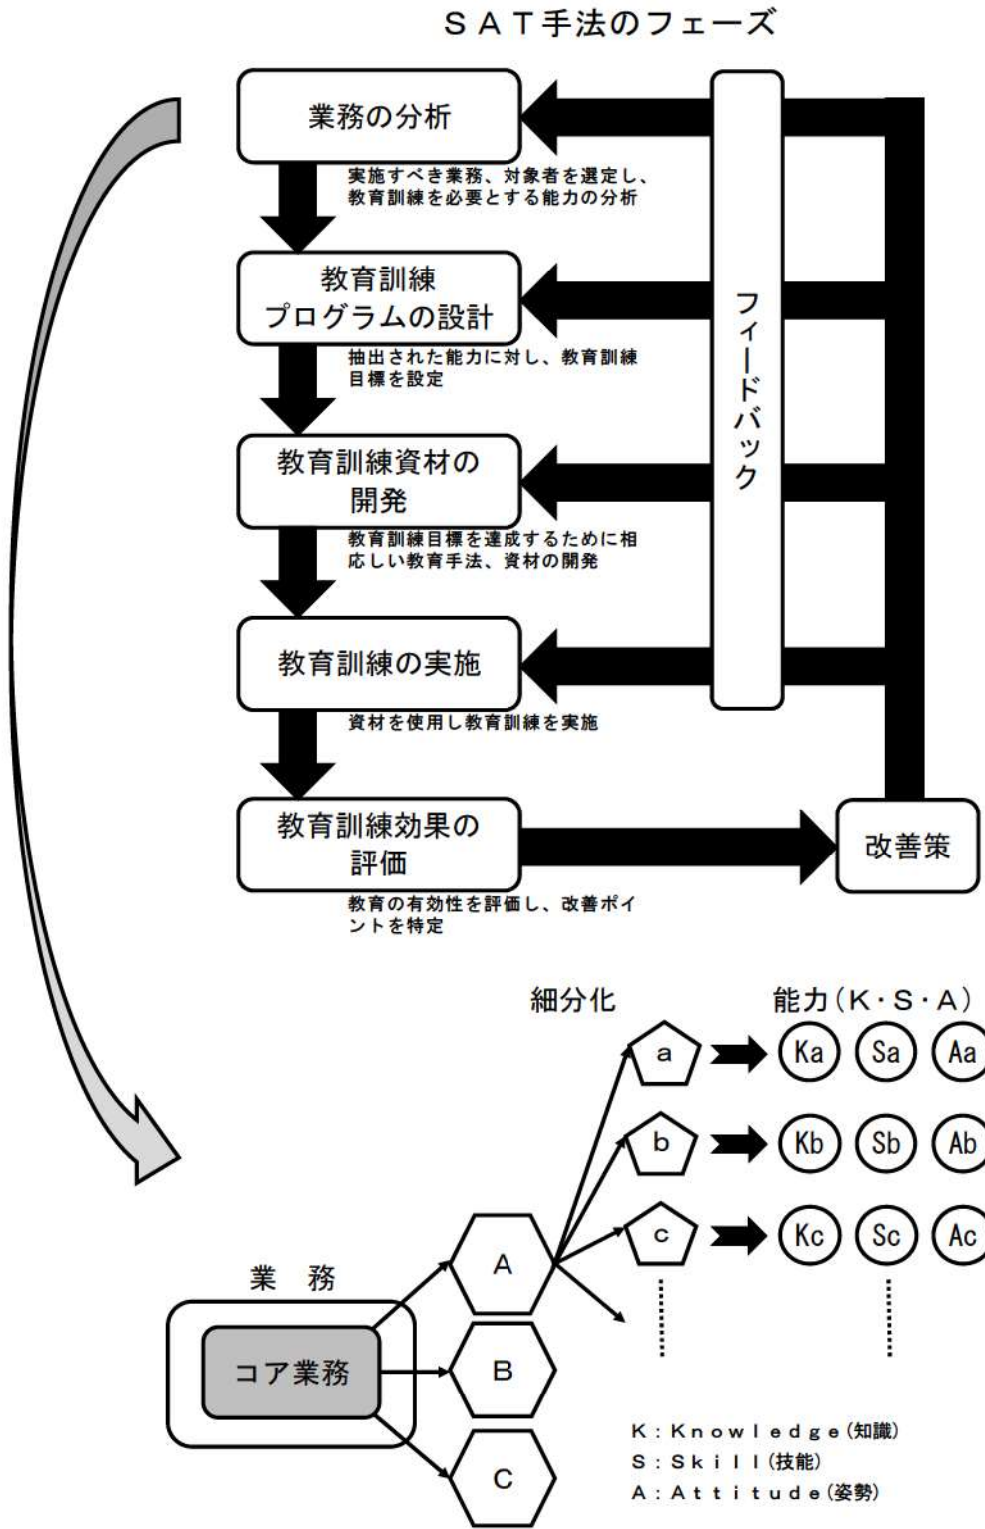 SAT手法のフェーズ
業務の分析
実施すべき業務、対象者を選定し、
教育訓練を必要とする能力の分析
教育訓練
プログラムの設計
抽出された能力に対し、教育訓練
目標を設定
教育訓練資材の
開発
教育訓練目標を達成するために相
応しい教育手法、資材の開発
教育訓練の実施
資材を使用し教育訓練を実施
教育訓練効果の
評価
教育の有効性を評価し、改善ポイ
ントを特定
フィードバック
改善策
細分化
能力(K・S・A)
a
Ka Sa Aa
b
Kb Sb Ab
c
Kc Sc Ac
業 務
コア業務
A
B
C
K:Knowledge(知識)
S:Skill(技能)
A:Attitude(姿勢)